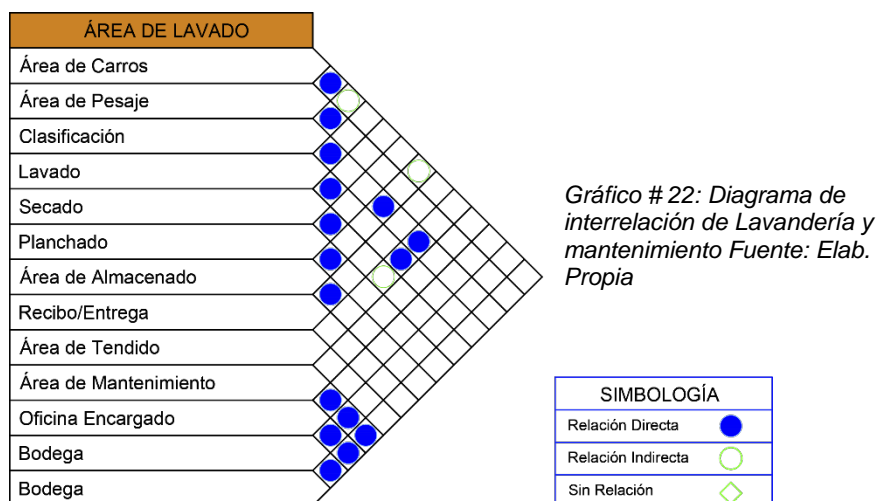 ÁREA DE LAVADO
Área de Carros
Área de Pesaje
Clasificación
Lavado
Secado
Planchado
Área de Almacenado
Recibo/Entrega
Área de Tendido
Área de Mantenimiento
Oficina Encargado
Bodega
Bodega
Gráfico # 22: Diagrama de
interrelación de Lavandería y
mantenimiento Fuente: Elab.
Propia
SIMBOLOGÍA
Relación Directa
Relación Indirecta
Sin Relación